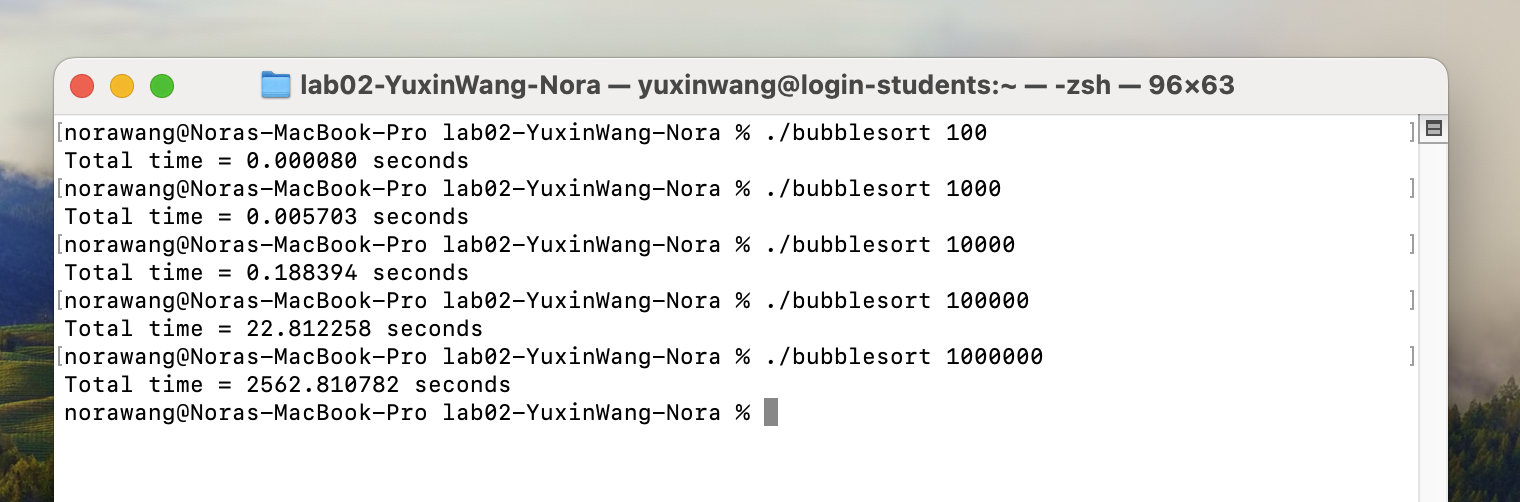 lab02-YuxinWang-Nora — yuxinwang@login-students:~ — -zsh — 96×63
[norawang@Noras-MacBook-Pro lab02-YuxinWang-Nora % ./bubblesort 100 ]
Total time = 0.000080 seconds
[norawang@Noras-MacBook-Pro lab02-YuxinWang-Nora % ./bubblesort 1000 ]
Total time = 0.005703 seconds
[norawang@Noras-MacBook-Pro lab02-YuxinWang-Nora % ./bubblesort 10000 ]
Total time = 0.188394 seconds
[norawang@Noras-MacBook-Pro lab02-YuxinWang-Nora % ./bubblesort 100000 ]
Total time = 22.812258 seconds
[norawang@Noras-MacBook-Pro lab02-YuxinWang-Nora % ./bubblesort 1000000 ]
Total time = 2562.810782 seconds
norawang@Noras-MacBook-Pro lab02-YuxinWang-Nora %